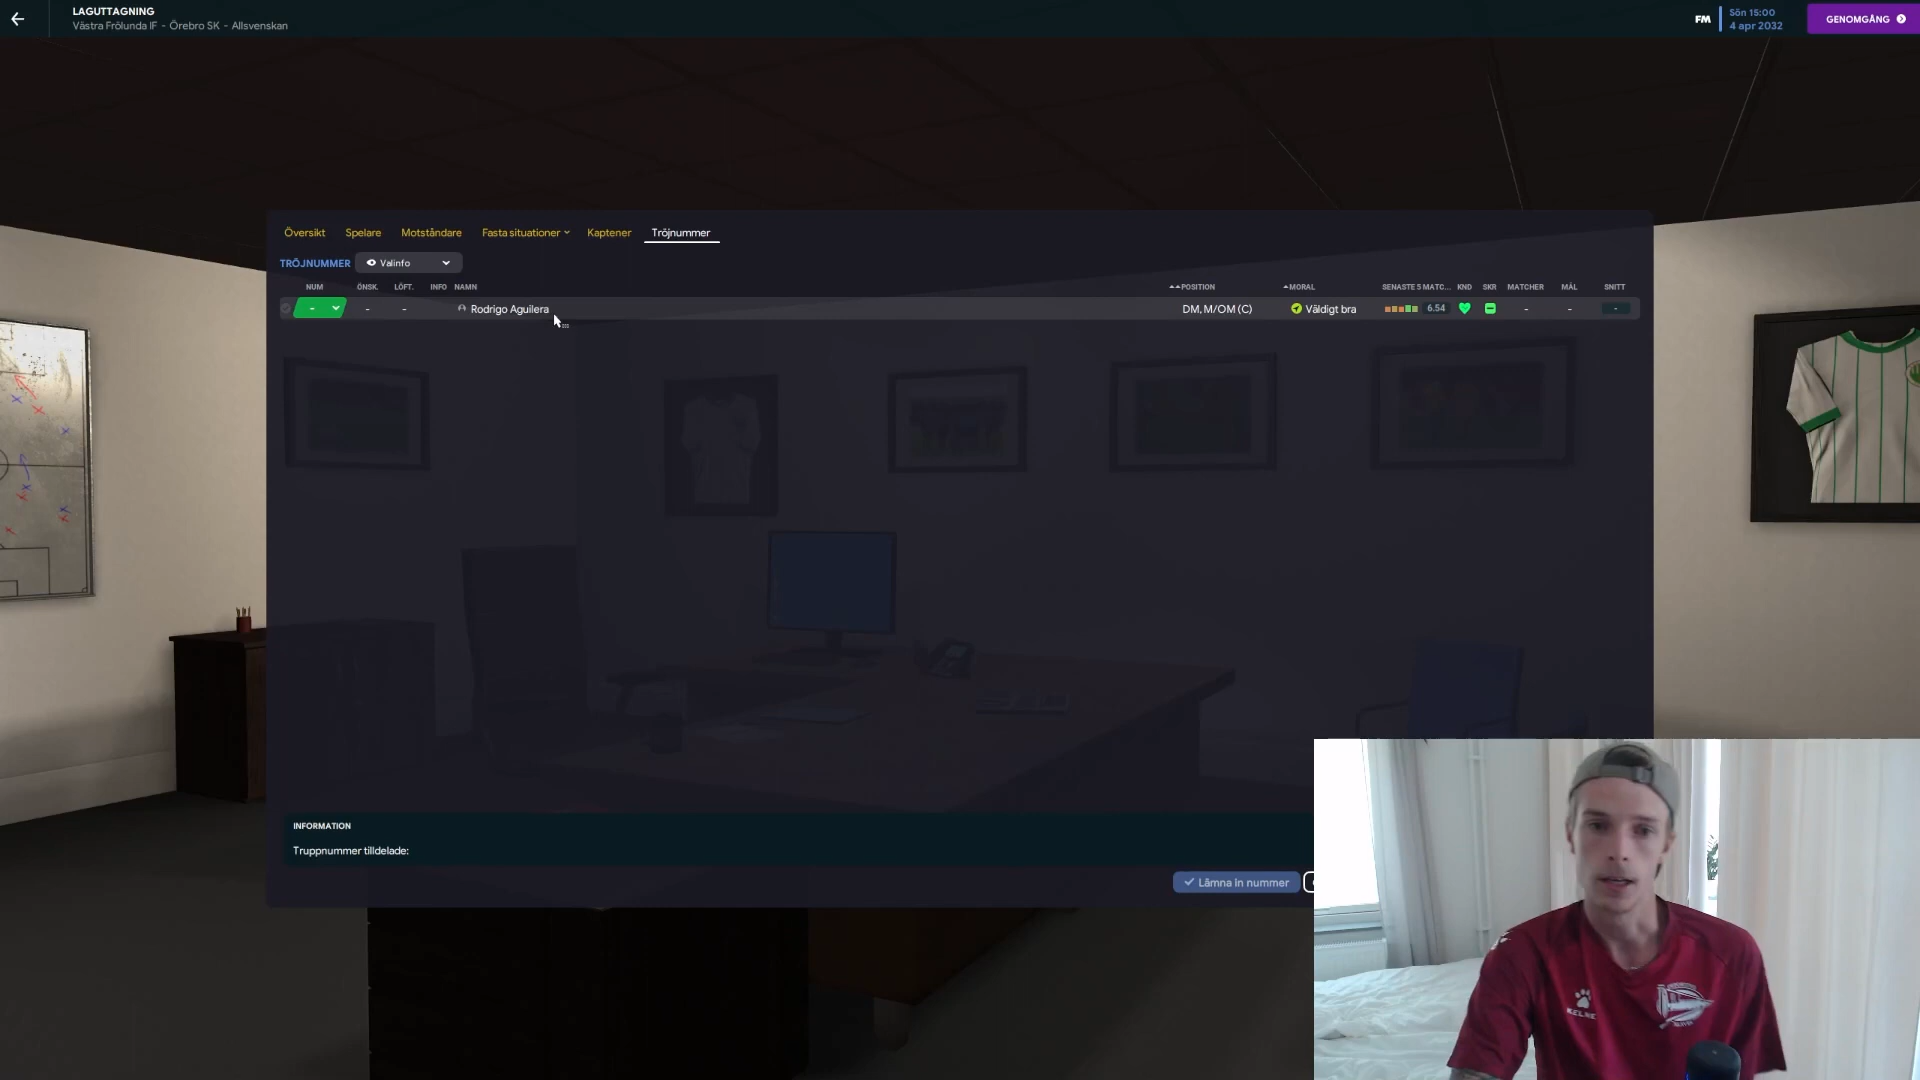 LAGUTTAGNING
Västra Frölunda IF - Örebro SK - Allsvenskan
FM
Sön 15:00
4 apr 2032
GENOMGÅNG
Översikt Spelare Motståndare Fasta situationer Kaptener Tröjnummer
TRÖJNUMMER Valinfo
NUM ÖNSK. LÖFT. INFO NAMN POSITION MORAL SENASTE 5 MATC... KND SKR MATCHER MÅL SNITT
- - - Rodrigo Aguilera DM, M/OM (C) Väldigt bra 6.54 - - -
INFORMATION
Truppnummer tilldelade:
Lämna in nummer
KELME